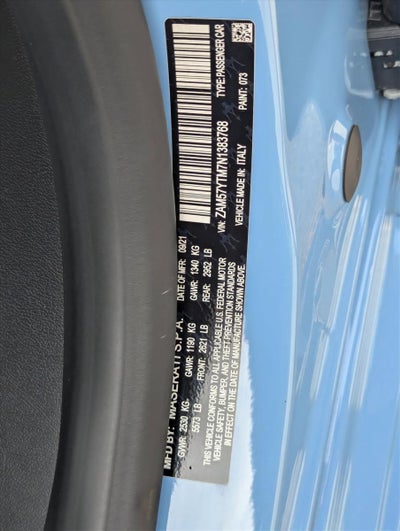 MFD BY: MASERATI S.P.A. DATE OF MFR: 09/21
GVWR: 2530 KG GAWR: 1190 KG GAWR: 1340 KG
5573 LB FRONT: 2621 LB REAR: 2952 LB
THIS VEHICLE CONFORMS TO ALL APPLICABLE U.S. FEDERAL MOTOR
SAFETY, BUMPER, AND THEFT PREVENTION STANDARDS
IN EFFECT ON THE DATE OF MANUFACTURE SHOWN ABOVE.
VIN: ZAM57YTM7N1383768 TYPE: PASSENGER CAR
VEHICLE MADE IN: ITALY PAINT: 073